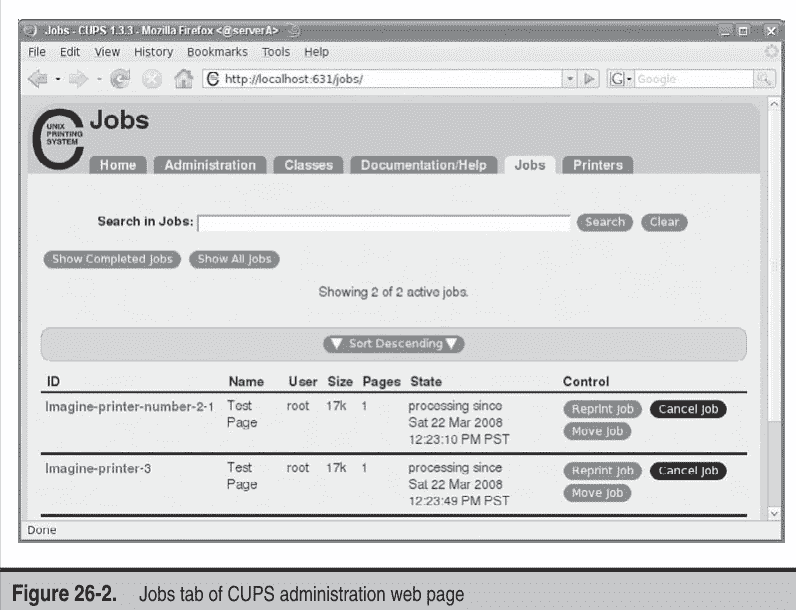 Jobs - CUPS 1.3.3 - Mozilla Firefox <@serverA>
File Edit View History Bookmarks Tools Help
http://localhost:631/jobs/
G Google
UNIX
PRINTING
SYSTEM
Jobs
Home Administration Classes Documentation/Help Jobs Printers
Search in Jobs: Search Clear
Show Completed Jobs Show All Jobs
Showing 2 of 2 active jobs.
▼ Sort Descending ▼
ID Name User Size Pages State Control
Imagine-printer-number-2-1 Test root 17k 1 processing since Reprint Job Cancel Job
Page Sat 22 Mar 2008 Move Job
12:23:10 PM PST
Imagine-printer-3 Test root 17k 1 processing since Reprint Job Cancel Job
Page Sat 22 Mar 2008 Move Job
12:23:49 PM PST
Done
Figure 26-2. Jobs tab of CUPS administration web page